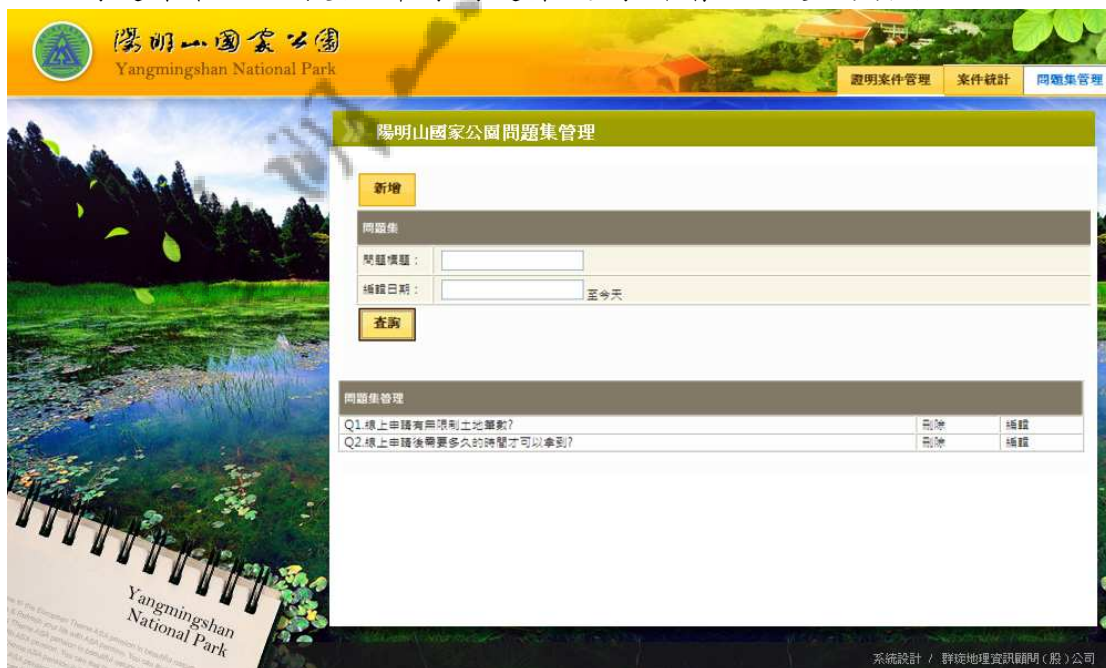 陽明山國家公園
Yangmingshan National Park
證明案件管理 案件統計 問題集管理
陽明山國家公園問題集管理
新增
問題集
問題標題：
編輯日期： 至今天
查詢
問題集管理
Q1.線上申請有無限制土地筆數? 刪除 編輯
Q2.線上申請後需要多久的時間才可以拿到? 刪除 編輯
Yangmingshan
National Park
系統設計 / 群琁地理資訊顧問(股)公司